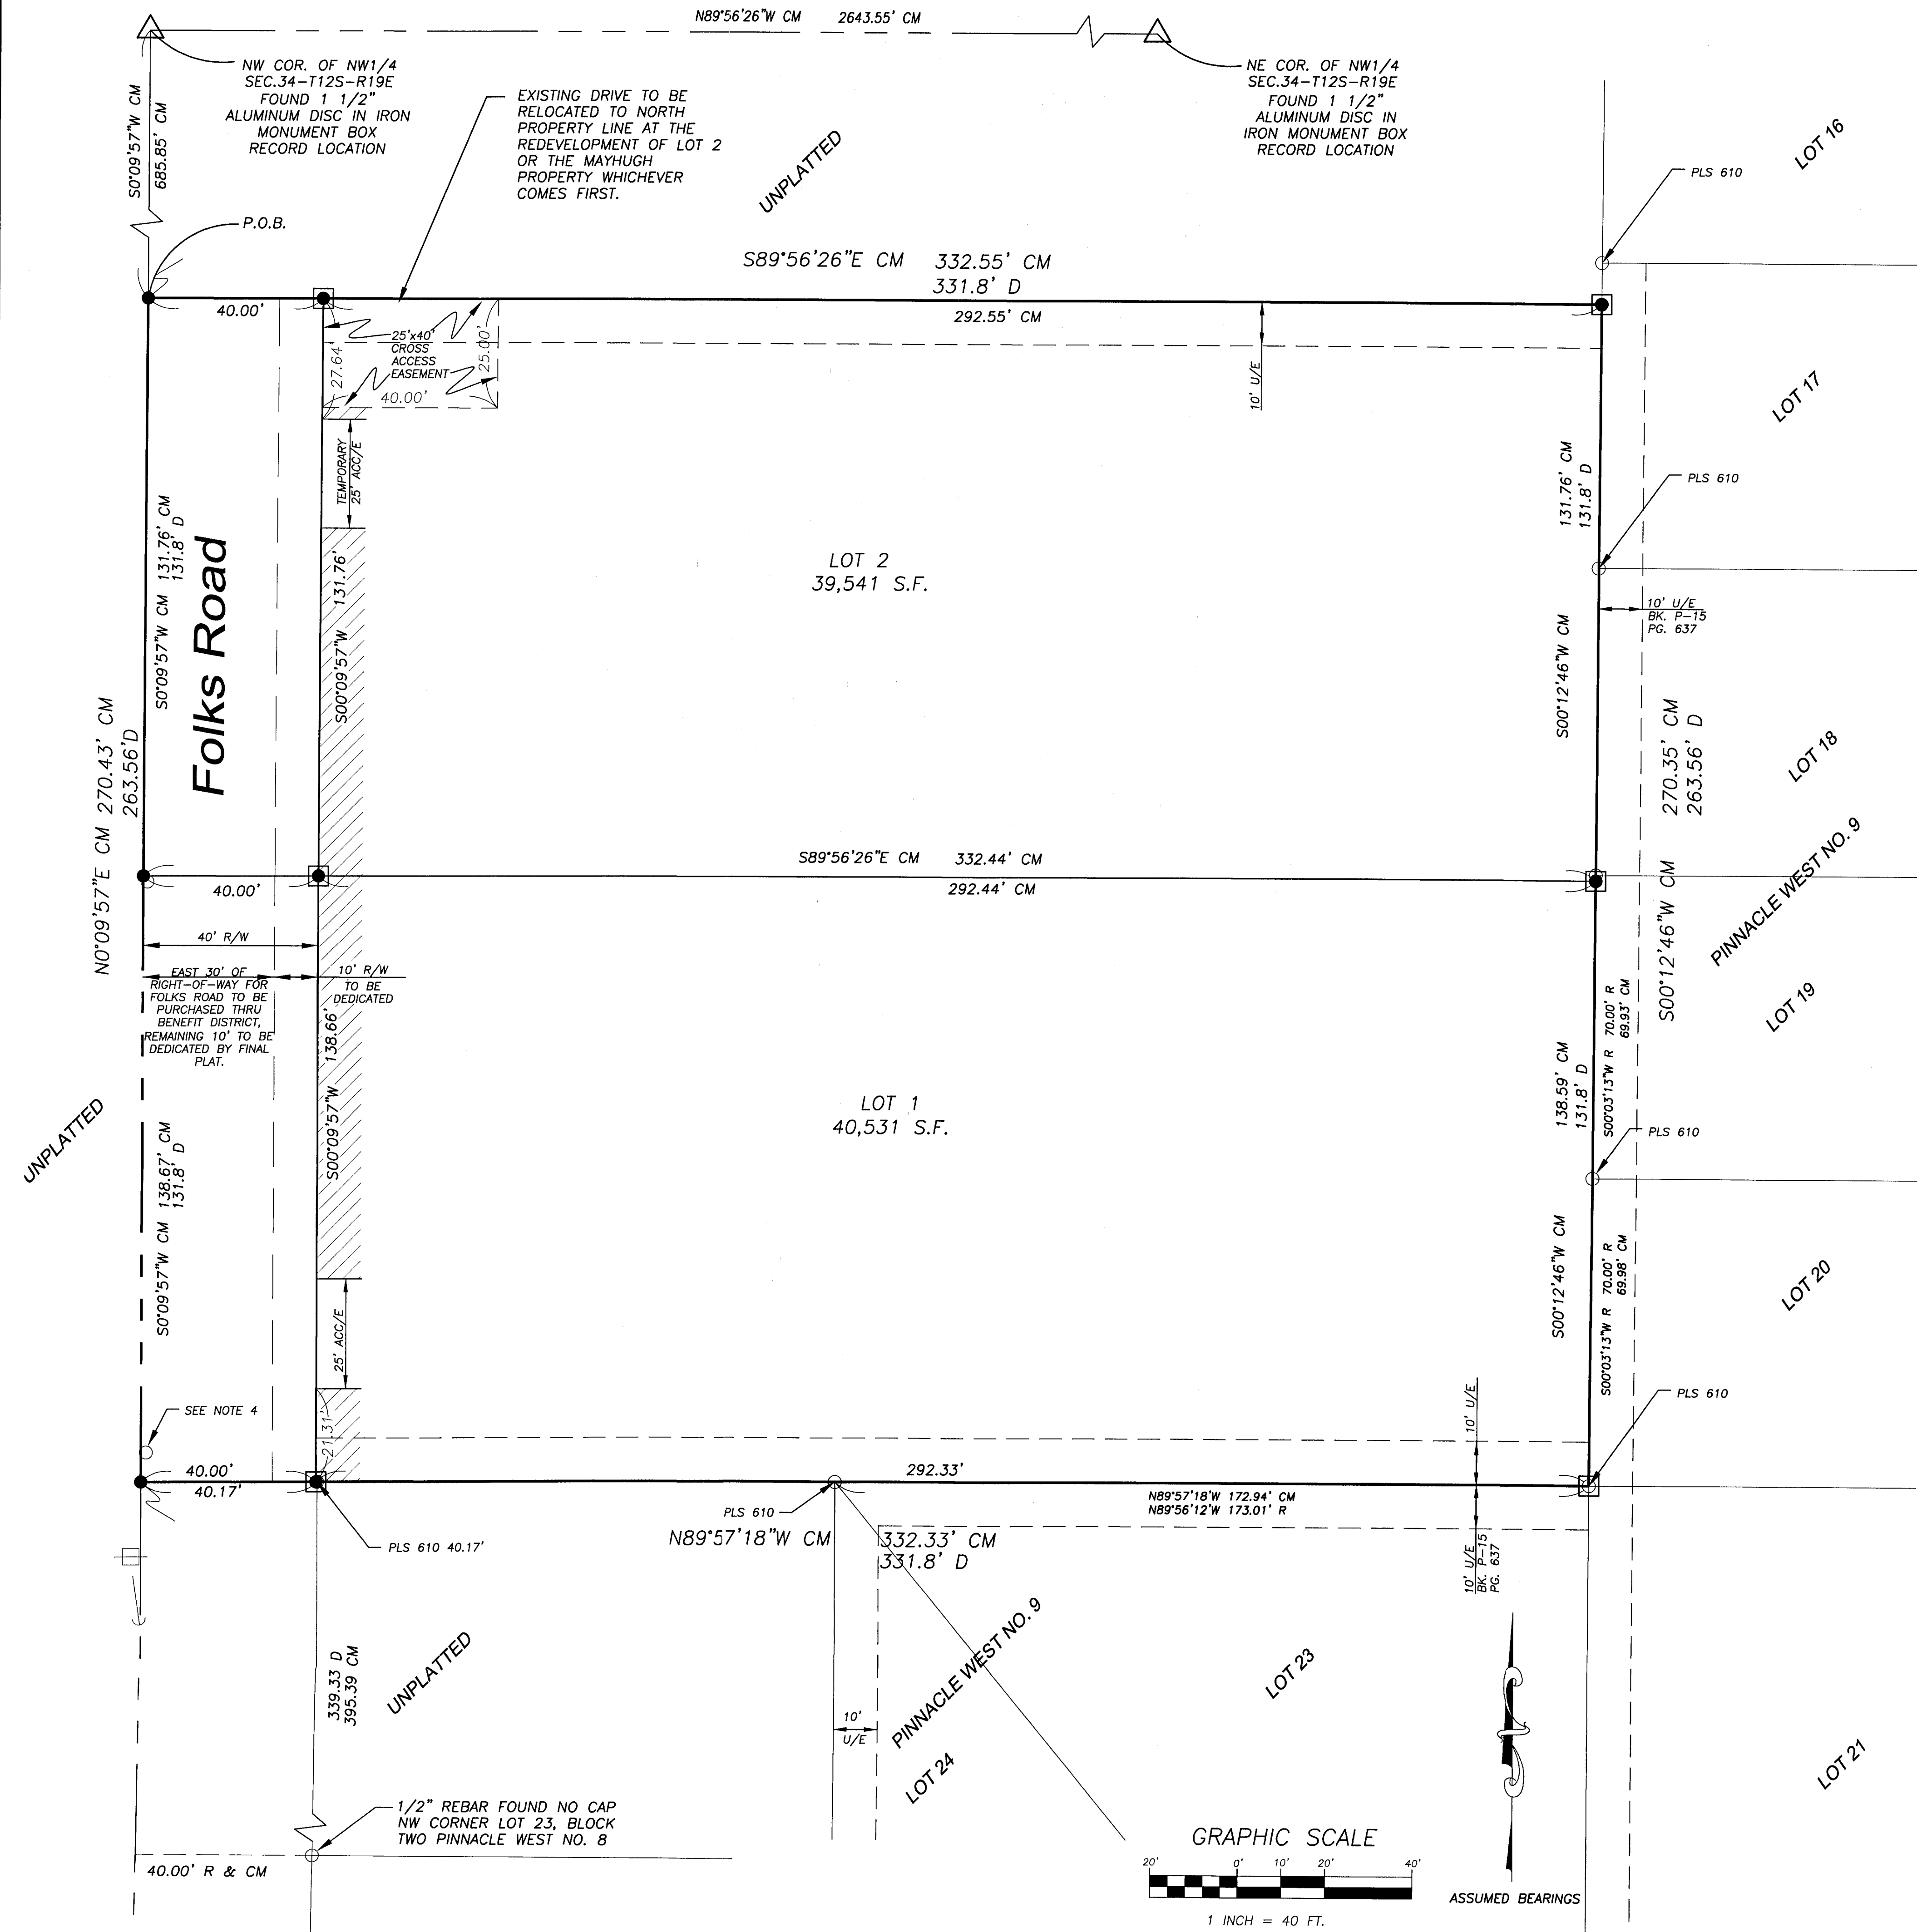 N89°56'26"W CM 2643.55' CM
NW COR. OF NW1/4
SEC.34-T12S-R19E
FOUND 1 1/2"
ALUMINUM DISC IN IRON
MONUMENT BOX
RECORD LOCATION
NE COR. OF NW1/4
SEC.34-T12S-R19E
FOUND 1 1/2"
ALUMINUM DISC IN
IRON MONUMENT BOX
RECORD LOCATION
EXISTING DRIVE TO BE
RELOCATED TO NORTH
PROPERTY LINE AT THE
REDEVELOPMENT OF LOT 2
OR THE MAYHUGH
PROPERTY WHICHEVER
COMES FIRST.
S0°09'57"W CM
685.85' CM
UNPLATTED
LOT 16
PLS 610
P.O.B.
S89°56'26"E CM 332.55' CM
331.8' D
40.00'
292.55' CM
25'x40'
CROSS
ACCESS
EASEMENT
27.64'
25.00'
40.00'
10' U/E
TEMPORARY
25' ACC/E
LOT 17
PLS 610
131.76' CM
131.8' D
S0°09'57"W CM 131.76' CM
131.8' D
Folks Road
131.76'
S00°09'57"W
LOT 2
39,541 S.F.
10' U/E
BK. P-15
PG. 637
S00°12'46"W CM
N0°09'57"E CM 270.43' CM
263.56'D
270.35' CM
263.56' D
S00°12'46"W CM
LOT 18
PINNACLE WEST NO. 9
S89°56'26"E CM 332.44' CM
40.00'
292.44' CM
40' R/W
EAST 30' OF
RIGHT-OF-WAY FOR
FOLKS ROAD TO BE
PURCHASED THRU
BENEFIT DISTRICT,
REMAINING 10' TO BE
DEDICATED BY FINAL
PLAT.
10' R/W
TO BE
DEDICATED
138.66'
S00°09'57"W
LOT 19
S00°03'13"W R 70.00' R
69.93' CM
138.59' CM
131.8' D
LOT 1
40,531 S.F.
UNPLATTED
S0°09'57"W CM 138.67' CM
131.8' D
PLS 610
S00°12'46"W CM
S00°03'13"W R 70.00' R
69.98' CM
LOT 20
25' ACC/E
SEE NOTE 4
21.31'
10' U/E
PLS 610
40.00'
40.17'
292.33'
N89°57'18'W 172.94' CM
N89°56'12'W 173.01' R
PLS 610
PLS 610 40.17'
N89°57'18"W CM 332.33' CM
331.8' D
10' U/E
BK. P-15
PG. 637
339.33 D
395.39 CM
UNPLATTED
PINNACLE WEST NO. 9
LOT 23
10'
U/E
LOT 24
LOT 21
1/2" REBAR FOUND NO CAP
NW CORNER LOT 23, BLOCK
TWO PINNACLE WEST NO. 8
40.00' R & CM
GRAPHIC SCALE
20' 0' 10' 20' 40'
1 INCH = 40 FT.
ASSUMED BEARINGS